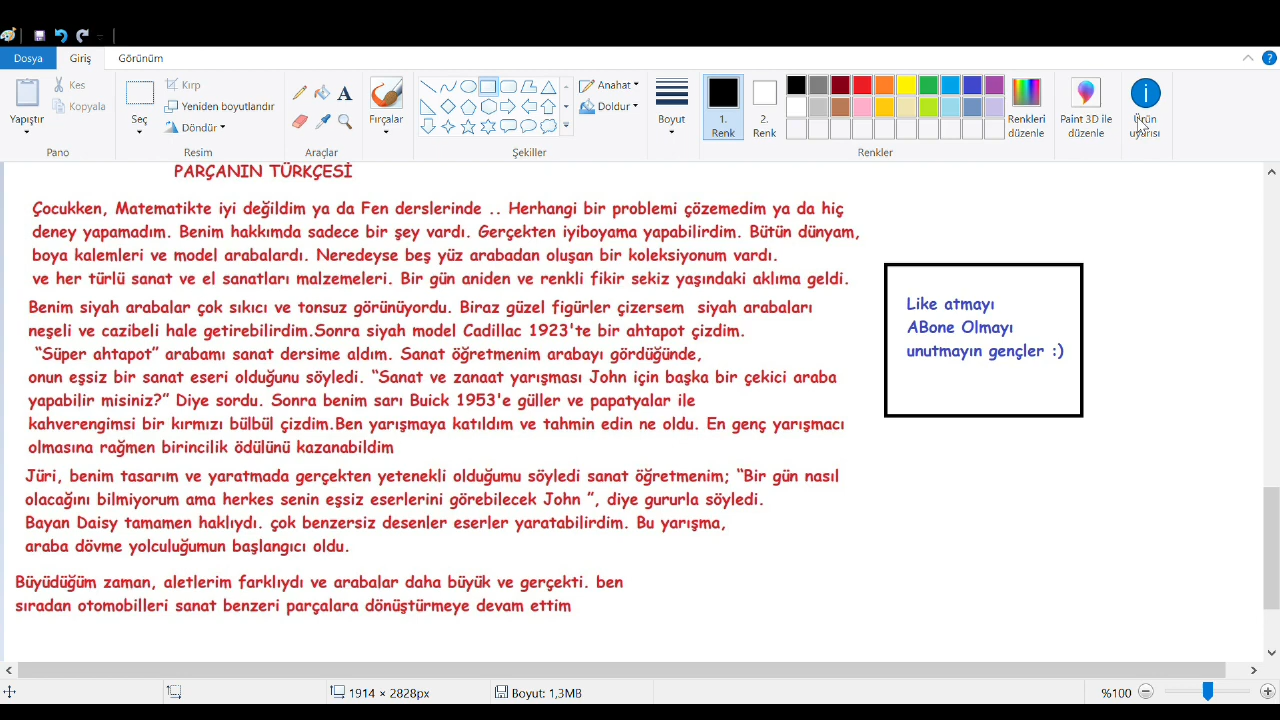 Dosya
Giriş
Görünüm
Yapıştır
Kes
Kopyala
Pano
Seç
Kırp
Yeniden boyutlandır
Döndür
Resim
Araçlar
Fırçalar
Şekiller
Anahat
Doldur
Boyut
1.
Renk
2.
Renk
Renkleri
düzenle
Renkler
Paint 3D ile
düzenle
Ürün
uyarısı
PARÇANIN TÜRKÇESİ
Çocukken, Matematikte iyi değildim ya da Fen derslerinde .. Herhangi bir problemi çözemedim ya da hiç
deney yapamadım. Benim hakkımda sadece bir şey vardı. Gerçekten iyiboyama yapabilirdim. Bütün dünyam,
boya kalemleri ve model arabalardı. Neredeyse beş yüz arabadan oluşan bir koleksiyonum vardı.
ve her türlü sanat ve el sanatları malzemeleri. Bir gün aniden ve renkli fikir sekiz yaşındaki aklıma geldi.
Benim siyah arabalar çok sıkıcı ve tonsuz görünüyordu. Biraz güzel figürler çizersem siyah arabaları
neşeli ve cazibeli hale getirebilirdim.Sonra siyah model Cadillac 1923'te bir ahtapot çizdim.
“Süper ahtapot” arabamı sanat dersime aldım. Sanat öğretmenim arabayı gördüğünde,
onun eşsiz bir sanat eseri olduğunu söyledi. “Sanat ve zanaat yarışması John için başka bir çekici araba
yapabilir misiniz?” Diye sordu. Sonra benim sarı Buick 1953'e güller ve papatyalar ile
kahverengimsi bir kırmızı bülbül çizdim.Ben yarışmaya katıldım ve tahmin edin ne oldu. En genç yarışmacı
olmasına rağmen birincilik ödülünü kazanabildim
Jüri, benim tasarım ve yaratmada gerçekten yetenekli olduğumu söyledi sanat öğretmenim; “Bir gün nasıl
olacağını bilmiyorum ama herkes senin eşsiz eserlerini görebilecek John ”, diye gururla söyledi.
Bayan Daisy tamamen haklıydı. çok benzersiz desenler eserler yaratabilirdim. Bu yarışma,
araba dövme yolculuğumun başlangıcı oldu.
Büyüdüğüm zaman, aletlerim farklıydı ve arabalar daha büyük ve gerçekti. ben
sıradan otomobilleri sanat benzeri parçalara dönüştürmeye devam ettim
Like atmayı
ABone Olmayı
unutmayın gençler :)
1914 × 2828px
Boyut: 1,3MB
%100